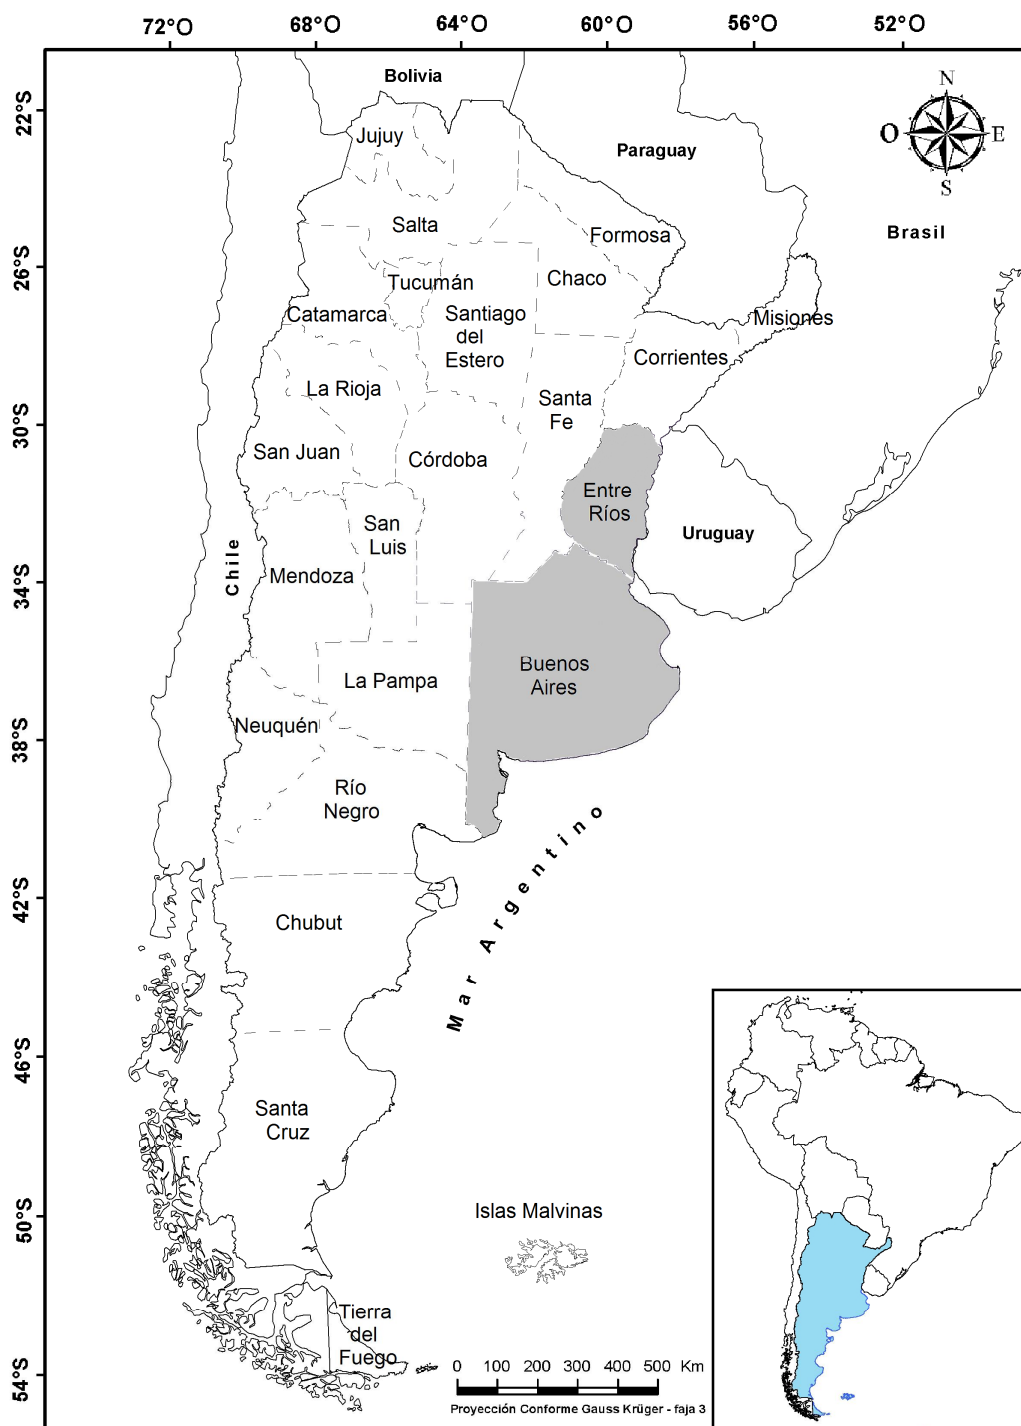 72°O 68°O 64°O 60°O 56°O 52°O
Bolivia
N
22°S
Jujuy
O E
Paraguay
S
Salta
Formosa
Brasil
26°S
Chaco
Tucumán
Catamarca
Santiago
del
Estero
Misiones
Corrientes
La Rioja
Santa
Fe
30°S
San Juan
Córdoba
Entre
Ríos
San
Luis
Uruguay
Chile
Mendoza
34°S
Buenos
Aires
La Pampa
Neuquén
38°S
Río
Negro
Mar Argentino
42°S
Chubut
46°S
Santa
Cruz
50°S
Islas Malvinas
Tierra
del
Fuego
54°S
0 100 200 300 400 500 Km
Proyección Conforme Gauss Krüger - faja 3